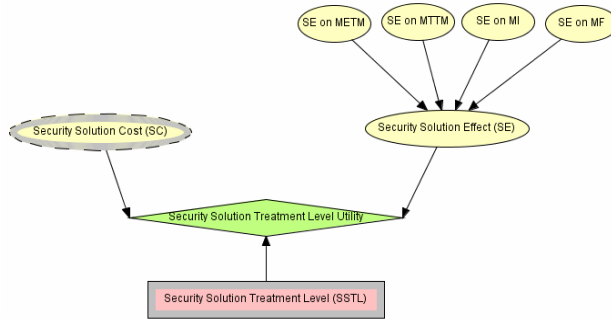 SE on METM
SE on MTTM
SE on MI
SE on MF
Security Solution Cost (SC)
Security Solution Effect (SE)
Security Solution Treatment Level Utility
Security Solution Treatment Level (SSTL)